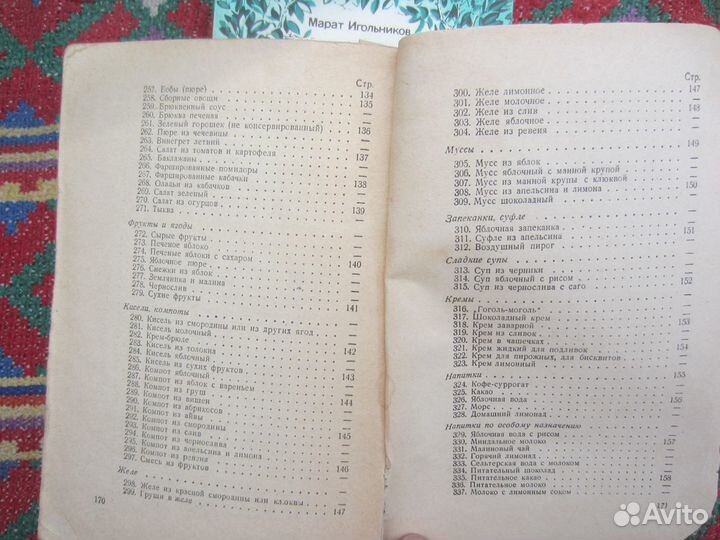 Марат Игольников
Стр.
257. Бобы (пюре) 134
258. Сборные овощи —
259. Брюквенный соус 135
260. Брюква печеная —
261. Зеленый горошек (не консервированный) —
262. Пюре из чечевицы 136
263. Винегрет летний —
264. Салат из томатов и картофеля —
265. Баклажаны 137
266. Фаршированные помидоры —
267. Фаршированные кабачки —
268. Оладьи из кабачков 138
269. Салат зеленый —
270. Салат из огурцов —
271. Тыква 139
Фрукты и ягоды
272. Сырые фрукты —
273. Печеное яблоко —
274. Печеные яблоки с сахаром —
275. Яблочное пюре 140
276. Снежки из яблок —
277. Земляника и малина —
278. Чернослив —
279. Сухие фрукты 141
Кисели, компоты
280. Кисель из смородины или из других ягод —
281. Кисель молочный —
282. Крем-брюле —
283. Кисель из толокна 142
284. Кисель яблочный —
285. Кисель из сухих фруктов —
286. Компот яблочный 143
287. Компот из яблок с вареньем —
288. Компот из груш —
289. Компот из вишен 144
290. Компот из абрикосов —
291. Компот из айвы —
292. Компот из смородины —
293. Компот из слив 145
294. Компот из чернослива —
295. Компот из апельсина и лимона —
296. Компот из ревеня —
297. Смесь из фруктов 146
Желе
298. Желе из красной смородины или клюквы —
299. Груши в желе 147
170
Стр.
300. Желе лимонное 147
301. Желе молочное —
302. Желе из слив 148
303. Желе яблочное —
304. Желе из ревеня —
Муссы 149
305. Мусс из яблок —
306. Мусс яблочный с манной крупой —
307. Мусс из манной крупы с клюквой —
308. Мусс из апельсина и лимона 150
309. Мусс шоколадный —
Запеканки, суфле
310. Яблочная запеканка —
311. Суфле из апельсина 151
312. Воздушный пирог —
Сладкие супы
313. Суп из черники —
314. Суп яблочный с рисом —
315. Суп из чернослива с саго 152
Кремы
316. „Гоголь-моголь“ —
317. Шоколадный крем —
318. Крем заварной 153
319. Крем из сливок —
320. Крем в чашечках —
321. Крем жидкий для подливок 154
322. Крем для пирожных, для бисквитов —
323. Крем лимонный —
Напитки 155
324. Кофе-суррогат —
325. Какао —
326. Яблочная вода 156
327. Морс —
328. Домашний лимонад —
Напитки по особому назначению
329. Яблочная вода с рисом —
330. Миндальное молоко 157
331. Малиновый чай —
332. Горячий лимонад —
333. Сельтерская вода с молоком —
334. Питательный шоколад —
335. Питательное какао 158
336. Питательное молоко —
337. Молоко с лимонным соком —
171
Avito